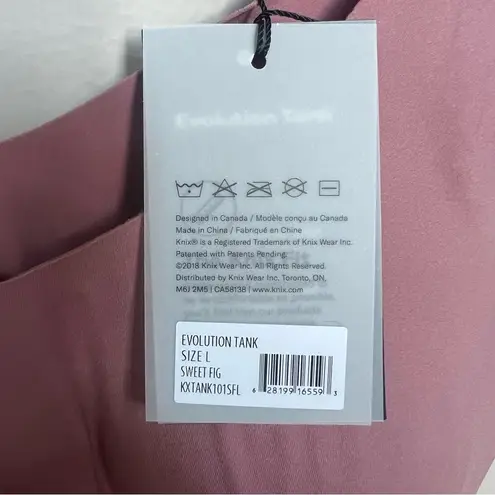 Evolution Tank
Designed in Canada / Modèle conçu au Canada
Made in China / Fabriqué en Chine
Knix® is a Registered Trademark of Knix Wear Inc.
Patented with Patents Pending:
©2018 Knix Wear Inc. All Rights Reserved.
Distributed by Knix Wear Inc. Toronto, ON,
M6J 2M5 | CA58138 | www.knix.com
EVOLUTION TANK
SIZE L
SWEET FIG
KXTANK101SFL
6 28199 16559 3